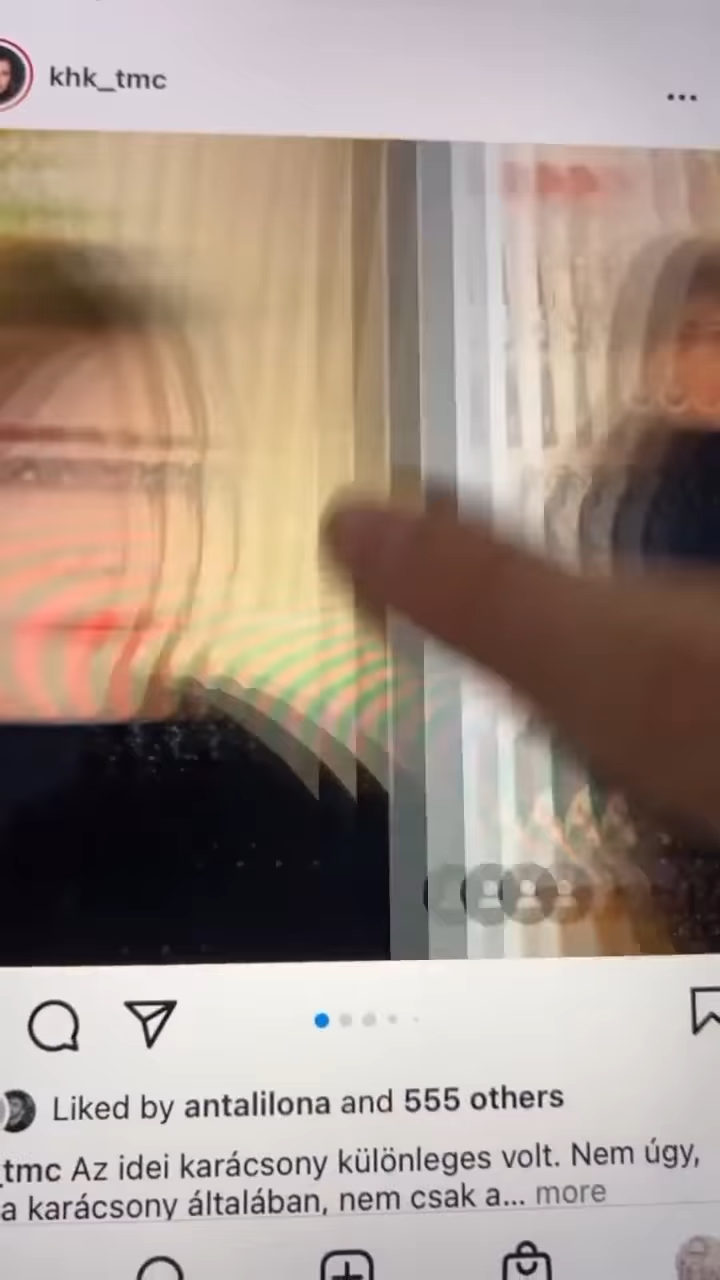 khk_tmc
Liked by antalilona and 555 others
_tmc Az idei karácsony különleges volt. Nem úgy,
a karácsony általában, nem csak a... more